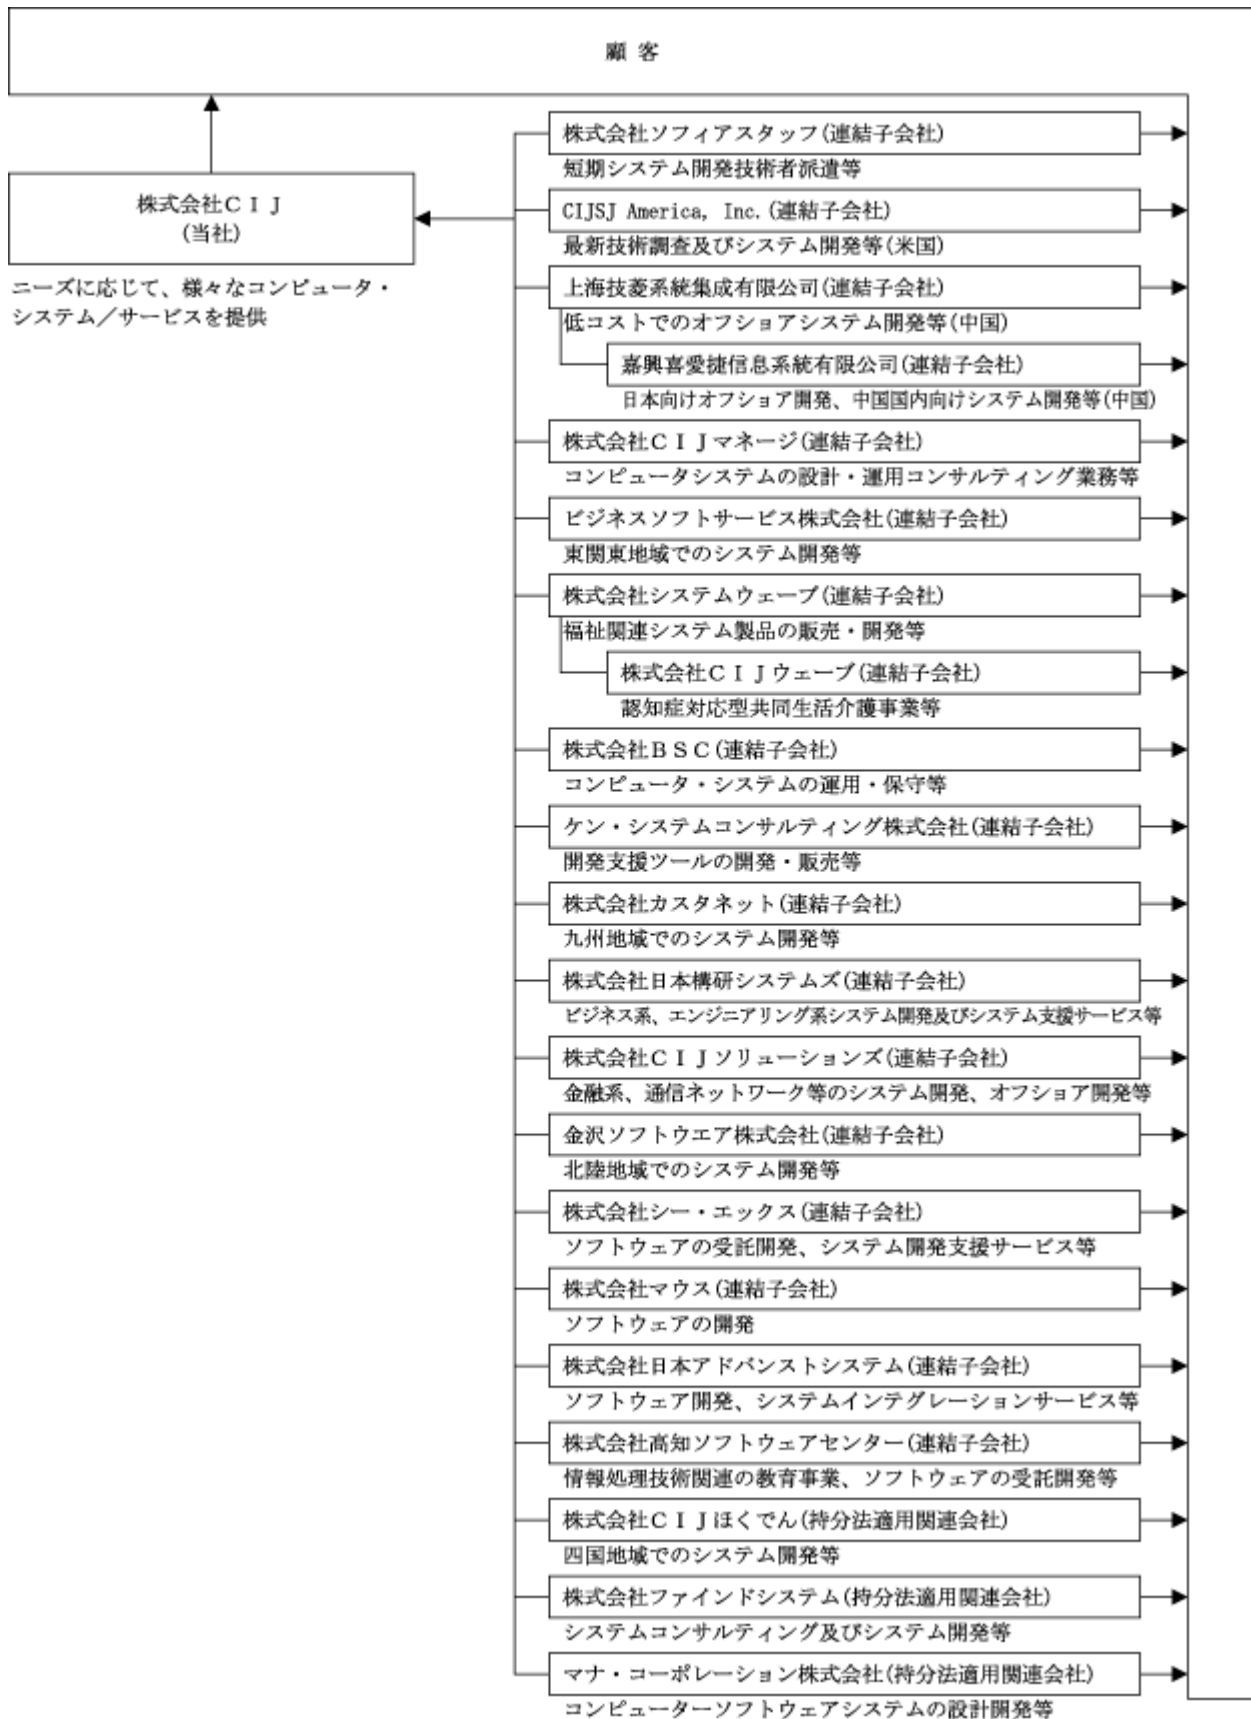 顧 客
株式会社ＣＩＪ
(当社)
ニーズに応じて、様々なコンピュータ・
システム／サービスを提供
株式会社ソフィアスタッフ(連結子会社)
短期システム開発技術者派遣等
CIJSJ America, Inc.(連結子会社)
最新技術調査及びシステム開発等(米国)
上海技菱系統集成有限公司(連結子会社)
低コストでのオフショアシステム開発等(中国)
嘉興喜愛捷信息系統有限公司(連結子会社)
日本向けオフショア開発、中国国内向けシステム開発等(中国)
株式会社ＣＩＪマネージ(連結子会社)
コンピュータシステムの設計・運用コンサルティング業務等
ビジネスソフトサービス株式会社(連結子会社)
東関東地域でのシステム開発等
株式会社システムウェーブ(連結子会社)
福祉関連システム製品の販売・開発等
株式会社ＣＩＪウェーブ(連結子会社)
認知症対応型共同生活介護事業等
株式会社ＢＳＣ(連結子会社)
コンピュータ・システムの運用・保守等
ケン・システムコンサルティング株式会社(連結子会社)
開発支援ツールの開発・販売等
株式会社カスタネット(連結子会社)
九州地域でのシステム開発等
株式会社日本構研システムズ(連結子会社)
ビジネス系、エンジニアリング系システム開発及びシステム支援サービス等
株式会社ＣＩＪソリューションズ(連結子会社)
金融系、通信ネットワーク等のシステム開発、オフショア開発等
金沢ソフトウエア株式会社(連結子会社)
北陸地域でのシステム開発等
株式会社シー・エックス(連結子会社)
ソフトウェアの受託開発、システム開発支援サービス等
株式会社マウス(連結子会社)
ソフトウェアの開発
株式会社日本アドバンストシステム(連結子会社)
ソフトウェア開発、システムインテグレーションサービス等
株式会社高知ソフトウェアセンター(連結子会社)
情報処理技術関連の教育事業、ソフトウェアの受託開発等
株式会社ＣＩＪほくでん(持分法適用関連会社)
四国地域でのシステム開発等
株式会社ファインドシステム(持分法適用関連会社)
システムコンサルティング及びシステム開発等
マナ・コーポレーション株式会社(持分法適用関連会社)
コンピューターソフトウェアシステムの設計開発等